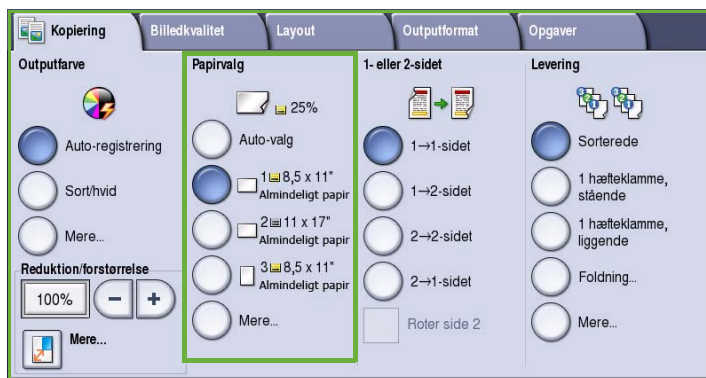 Kopiering
Billedkvalitet
Layout
Outputformat
Opgaver
Outputfarve
Auto-registrering
Sort/hvid
Mere...
Reduktion/forstørrelse
100%
Mere...
Papirvalg
25%
Auto-valg
1 8,5 x 11"
Almindeligt papir
2 11 x 17"
Almindeligt papir
3 8,5 x 11"
Almindeligt papir
Mere...
1- eller 2-sidet
1→1-sidet
1→2-sidet
2→2-sidet
2→1-sidet
Roter side 2
Levering
Sorterede
1 hæfteklamme,
stående
1 hæfteklamme,
liggende
Foldning...
Mere...